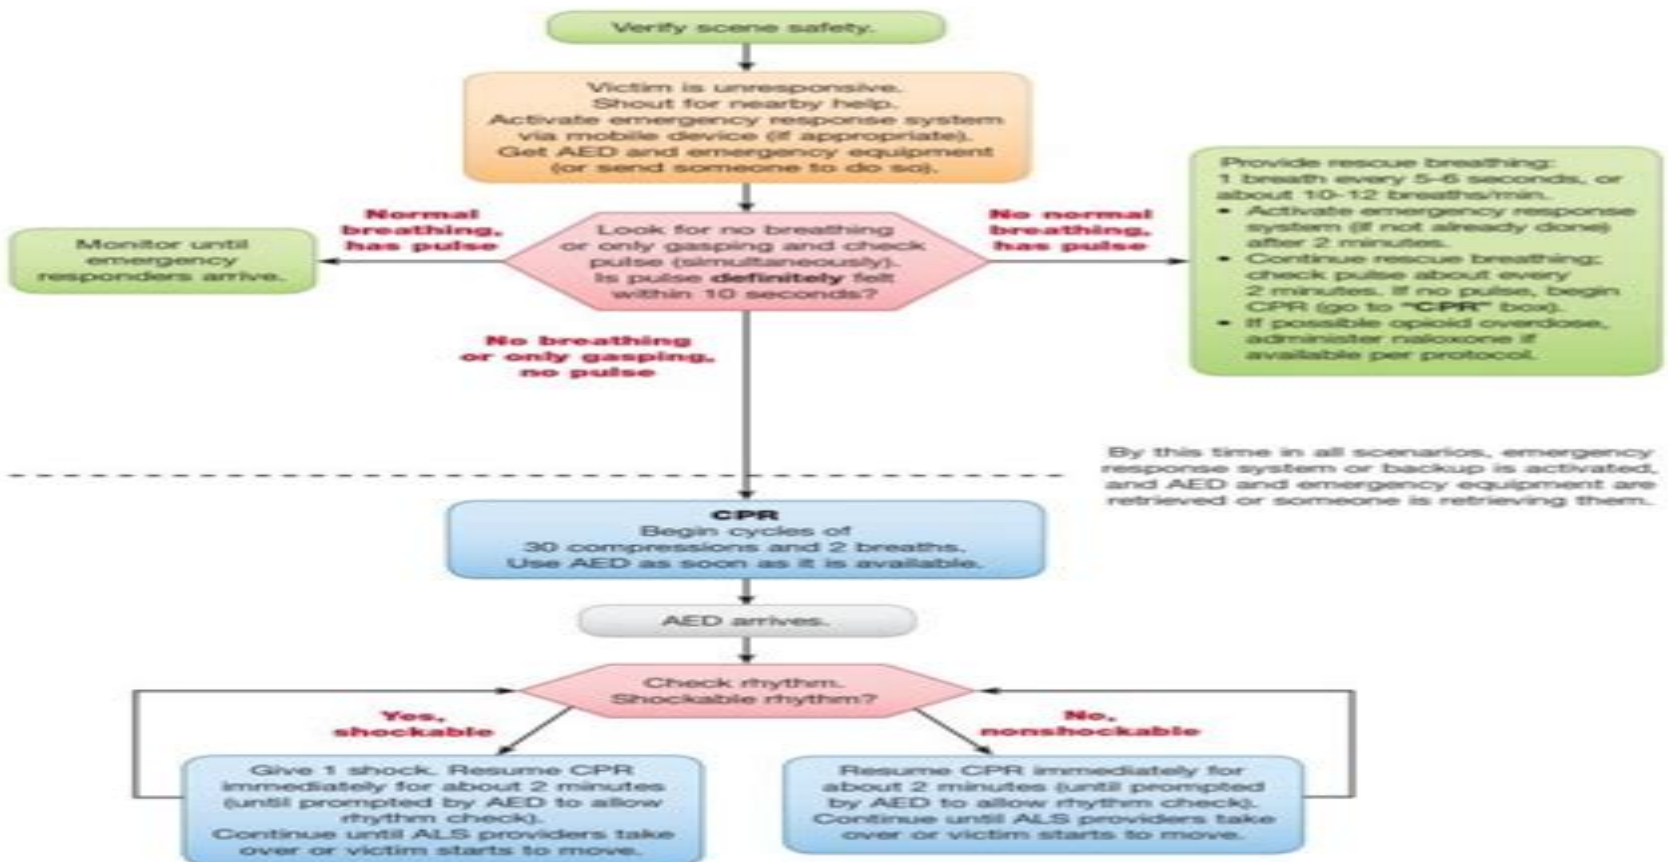 Verify scene safety.
Victim is unresponsive.
Shout for nearby help.
Activate emergency response system
via mobile device (if appropriate).
Get AED and emergency equipment
(or send someone to do so).
Normal
breathing,
has pulse
Look for no breathing
or only gasping and check
pulse (simultaneously).
Is pulse definitely felt
within 10 seconds?
No normal
breathing,
has pulse
Monitor until
emergency
responders arrive.
Provide rescue breathing:
1 breath every 5-6 seconds, or
about 10-12 breaths/min.
• Activate emergency response
system (if not already done)
after 2 minutes.
• Continue rescue breathing;
check pulse about every
2 minutes. If no pulse, begin
CPR (go to "CPR" box).
• If possible opioid overdose,
administer naloxone if
available per protocol.
No breathing
or only gasping,
no pulse
By this time in all scenarios, emergency
response system or backup is activated,
and AED and emergency equipment are
retrieved or someone is retrieving them.
CPR
Begin cycles of
30 compressions and 2 breaths.
Use AED as soon as it is available.
AED arrives.
Check rhythm.
Shockable rhythm?
Yes,
shockable
No,
nonshockable
Give 1 shock. Resume CPR
immediately for about 2 minutes
(until prompted by AED to allow
rhythm check).
Continue until ALS providers take
over or victim starts to move.
Resume CPR immediately for
about 2 minutes (until prompted
by AED to allow rhythm check).
Continue until ALS providers take
over or victim starts to move.